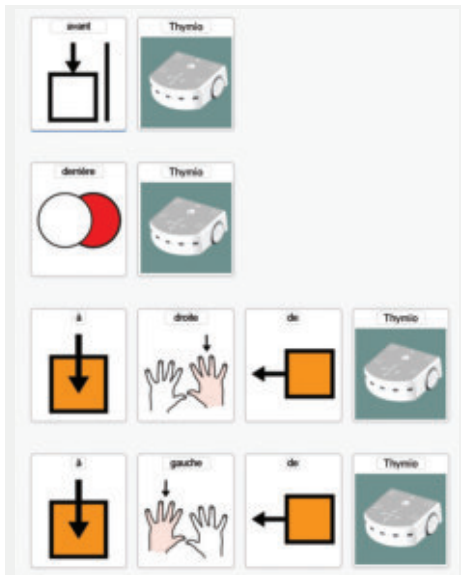 avant Thymio
derrière Thymio
à droite de Thymio
à gauche de Thymio